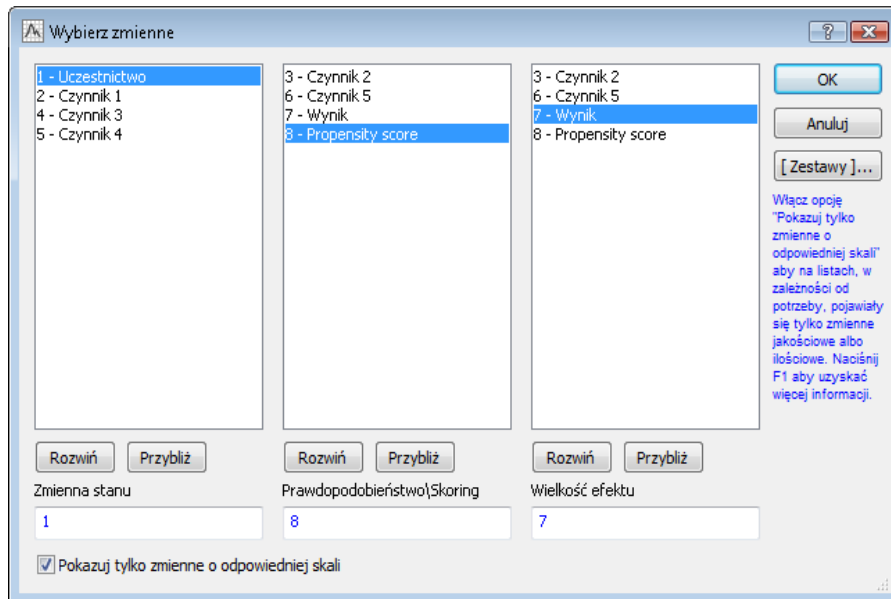 Wybierz zmienne
1 - Uczestnictwo
2 - Czynnik 1
4 - Czynnik 3
5 - Czynnik 4
3 - Czynnik 2
6 - Czynnik 5
7 - Wynik
8 - Propensity score
3 - Czynnik 2
6 - Czynnik 5
7 - Wynik
8 - Propensity score
OK
Anuluj
[ Zestawy ]...
Włącz opcję
"Pokazuj tylko
zmienne o
odpowiedniej skali"
aby na listach, w
zależności od
potrzeby, pojawiały
się tylko zmienne
jakościowe albo
ilościowe. Naciśnij
F1 aby uzyskać
więcej informacji.
Rozwiń Przybliż
Rozwiń Przybliż
Rozwiń Przybliż
Zmienna stanu
Prawdopodobieństwo\Skoring
Wielkość efektu
1
8
7
Pokazuj tylko zmienne o odpowiedniej skali